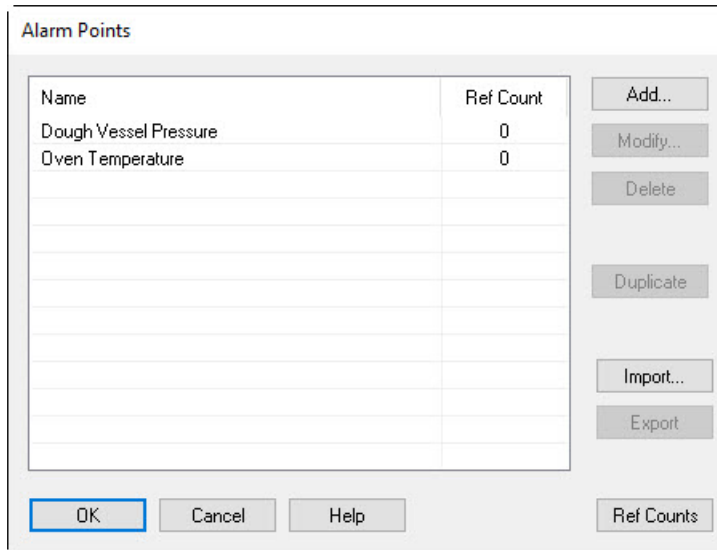 Alarm Points
Name Ref Count
Dough Vessel Pressure 0
Oven Temperature 0
Add...
Modify...
Delete
Duplicate
Import...
Export
OK Cancel Help Ref Counts